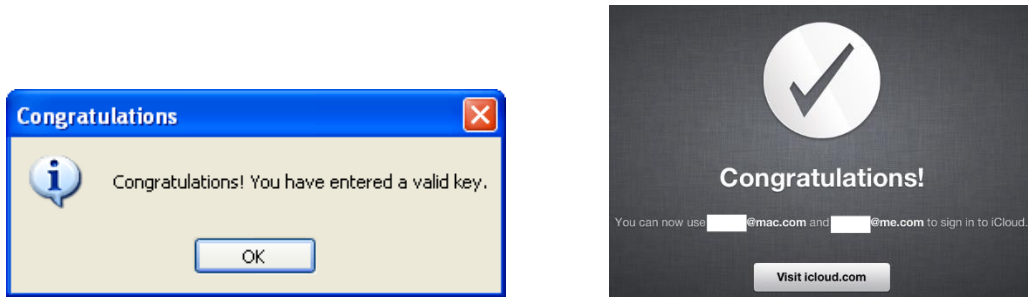 Congratulations
Congratulations! You have entered a valid key.
OK
Congratulations!
You can now use @mac.com and @me.com to sign in to iCloud.
Visit icloud.com